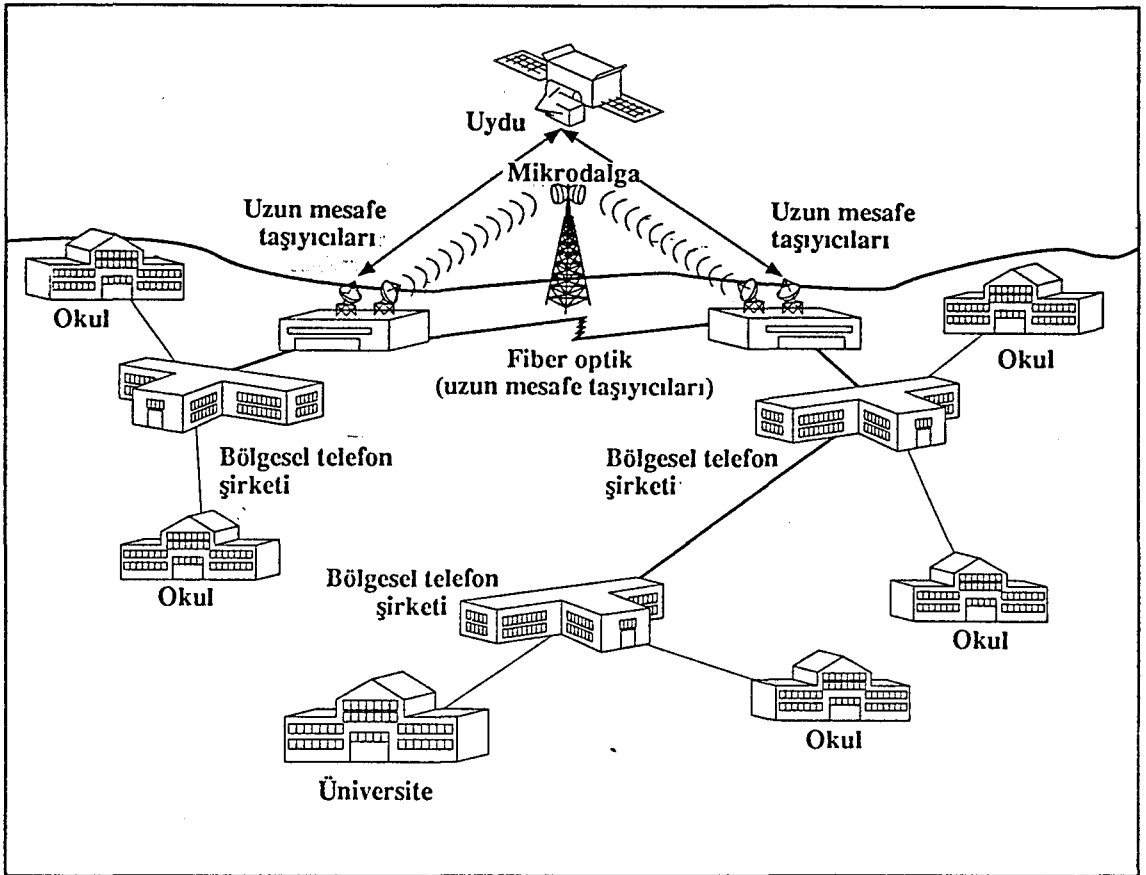 Uydu
Mikrodalga
Uzun mesafe
taşıyıcıları
Uzun mesafe
taşıyıcıları
Okul
Okul
Fiber optik
(uzun mesafe taşıyıcıları)
Bölgesel telefon
şirketi
Bölgesel telefon
şirketi
Okul
Bölgesel telefon
şirketi
Okul
Okul
Üniversite